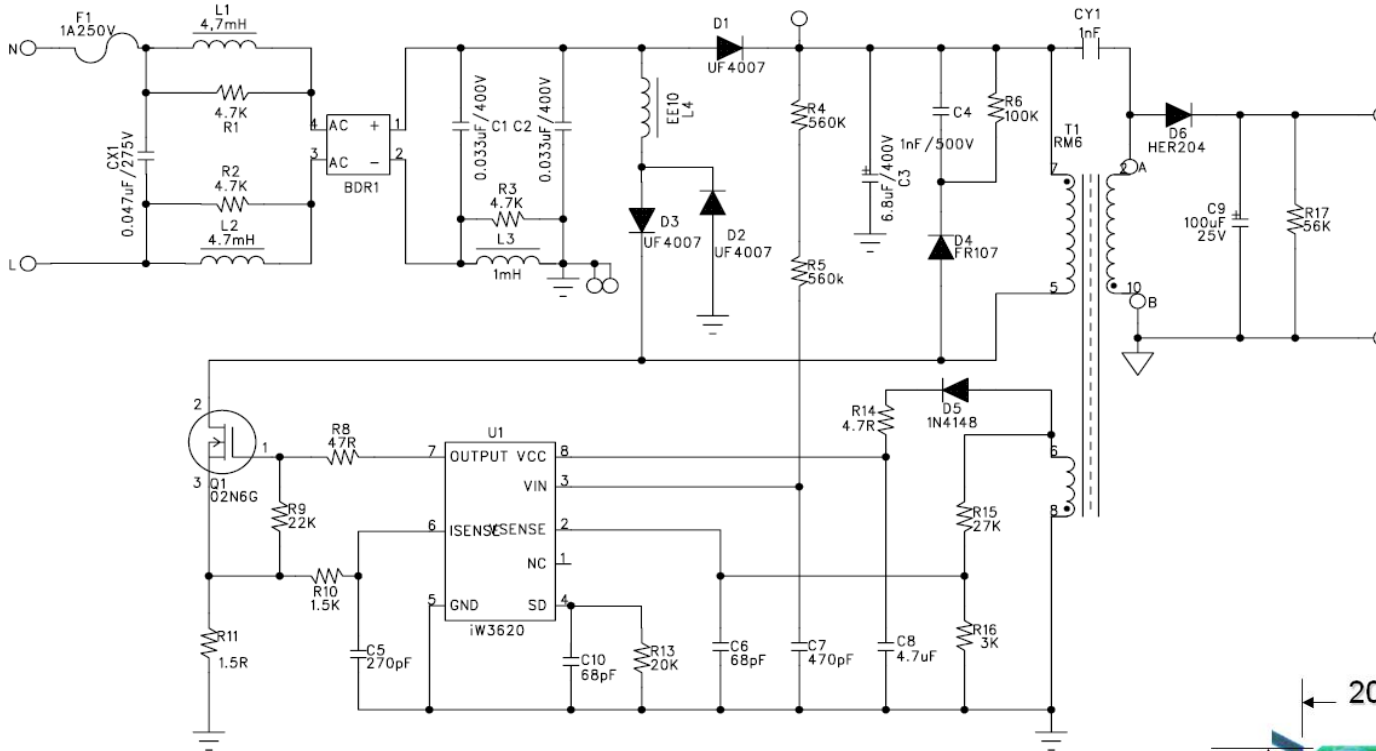 F1
1A250V
L1
4,7mH
N
4.7K
R1
CX1
0.047uF/275V
R2
4.7K
L2
4.7mH
L
4 AC + 1
3 AC − 2
BDR1
0.033uF/400V
C1
C2
0.033uF/400V
R3
4.7K
L3
1mH
EE10
L4
D1
UF4007
D3
UF4007
D2
UF4007
R4
560K
R5
560k
6.8uF/400V
C3
C4
1nF/500V
R6
100K
D4
FR107
CY1
1nF
T1
RM6
7
5
2
A
10
B
D6
HER204
C9
100uF
25V
R17
56K
2
1
3
Q1
02N6G
R8
47R
R9
22K
R10
1.5K
R11
1.5R
C5
270pF
U1
7 OUTPUT VCC 8
VIN 3
6 ISENSE VSENSE 2
NC 1
5 GND SD 4
iW3620
C10
68pF
R13
20K
C6
68pF
C7
470pF
C8
4.7uF
R14
4.7R
D5
1N4148
R15
27K
R16
3K
6
8
20